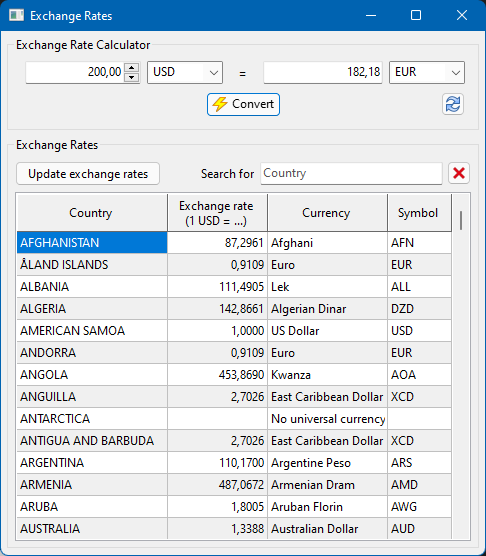 Exchange Rates
Exchange Rate Calculator
200,00 USD = 182,18 EUR
Convert
Exchange Rates
Update exchange rates Search for Country
Country Exchange rate (1 USD = ...) Currency Symbol
AFGHANISTAN 87,2961 Afghani AFN
ÅLAND ISLANDS 0,9109 Euro EUR
ALBANIA 111,4905 Lek ALL
ALGERIA 142,8661 Algerian Dinar DZD
AMERICAN SAMOA 1,0000 US Dollar USD
ANDORRA 0,9109 Euro EUR
ANGOLA 453,8690 Kwanza AOA
ANGUILLA 2,7026 East Caribbean Dollar XCD
ANTARCTICA No universal currency
ANTIGUA AND BARBUDA 2,7026 East Caribbean Dollar XCD
ARGENTINA 110,1700 Argentine Peso ARS
ARMENIA 487,0672 Armenian Dram AMD
ARUBA 1,8005 Aruban Florin AWG
AUSTRALIA 1,3388 Australian Dollar AUD